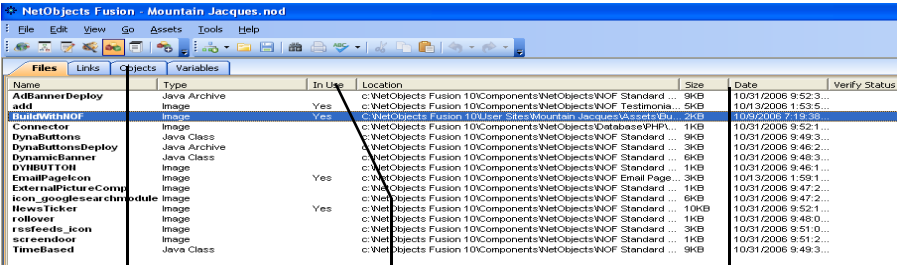 NetObjects Fusion - Mountain Jacques.nod
File Edit View Go Assets Tools Help
Files Links Objects Variables
Name Type In Use Location Size Date Verify Status
AdBannerDeploy Java Archive c:\NetObjects Fusion 10\Components\NetObjects\NOF Standard ... 9KB 10/31/2006 9:52:3...
add Image Yes c:\NetObjects Fusion 10\Components\NetObjects\NOF Testimonia... 5KB 10/13/2006 1:53:5...
BuildWithNOF Image Yes c:\NetObjects Fusion 10\User Sites\Mountain Jacques\Assets\Bu... 2KB 10/9/2006 7:19:38...
Connector Image c:\NetObjects Fusion 10\Components\NetObjects\Database\PHP\... 1KB 10/31/2006 9:52:1...
DynaButtons Java Class c:\NetObjects Fusion 10\Components\NetObjects\NOF Standard ... 9KB 10/31/2006 9:49:3...
DynaButtonsDeploy Java Archive c:\NetObjects Fusion 10\Components\NetObjects\NOF Standard ... 3KB 10/31/2006 9:46:2...
DynamicBanner Java Class c:\NetObjects Fusion 10\Components\NetObjects\NOF Standard ... 6KB 10/31/2006 9:48:3...
DYNBUTTON Image c:\NetObjects Fusion 10\Components\NetObjects\NOF Standard ... 1KB 10/31/2006 9:46:1...
EmailPageIcon Image Yes c:\NetObjects Fusion 10\Components\NetObjects\NOF Email Page... 3KB 10/13/2006 1:59:1...
ExternalPictureComp Image c:\NetObjects Fusion 10\Components\NetObjects\NOF Standard ... 1KB 10/31/2006 9:47:2...
icon_googlesearchmodule Image c:\NetObjects Fusion 10\Components\NetObjects\NOF Standard ... 6KB 10/31/2006 9:47:2...
NewsTicker Image Yes c:\NetObjects Fusion 10\Components\NetObjects\NOF Standard ... 10KB 10/31/2006 9:52:1...
rollover Image c:\NetObjects Fusion 10\Components\NetObjects\NOF Standard ... 1KB 10/31/2006 9:48:0...
rssfeeds_icon Image c:\NetObjects Fusion 10\Components\NetObjects\NOF Standard ... 3KB 10/31/2006 9:51:0...
screendoor Image c:\NetObjects Fusion 10\Components\NetObjects\NOF Standard ... 1KB 10/31/2006 9:51:2...
TimeBased Java Class c:\NetObjects Fusion 10\Components\NetObjects\NOF Standard ... 9KB 10/31/2006 9:49:3...